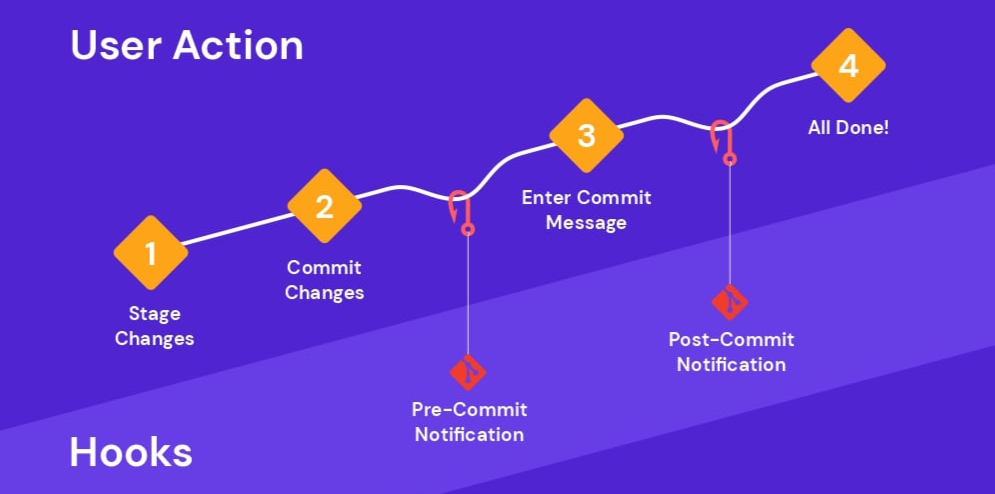 User Action
4
All Done!
3
Enter Commit
Message
2
Commit
Changes
1
Stage
Changes
Post-Commit
Notification
Pre-Commit
Notification
Hooks